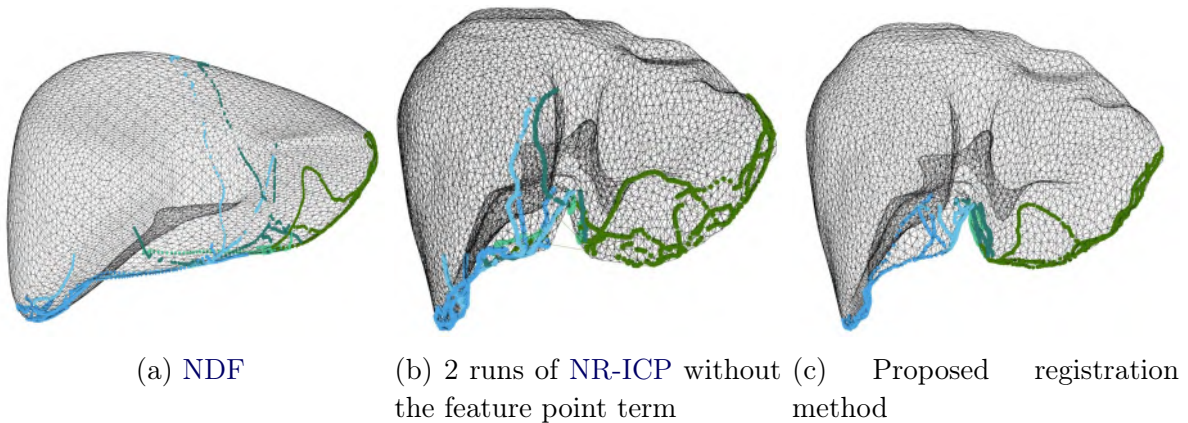 (a) NDF
(b) 2 runs of NR-ICP without
the feature point term
(c) Proposed registration
method